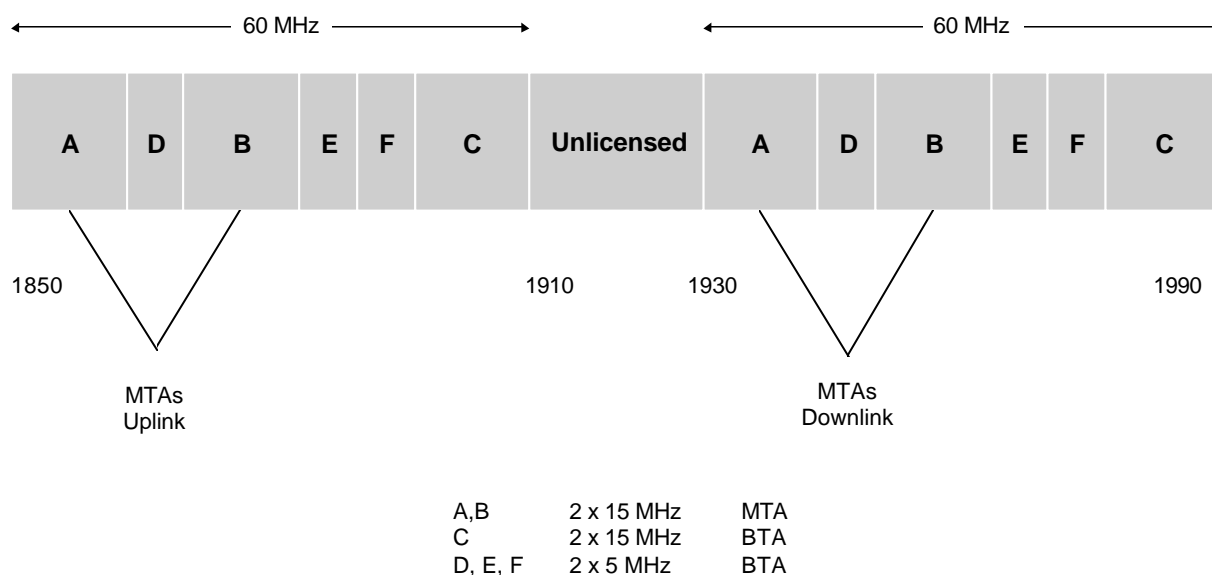 60 MHz 60 MHz
A D B E F C Unlicensed A D B E F C
1850 1910 1930 1990
MTAs MTAs
Uplink Downlink
A,B 2 x 15 MHz MTA
C 2 x 15 MHz BTA
D, E, F 2 x 5 MHz BTA